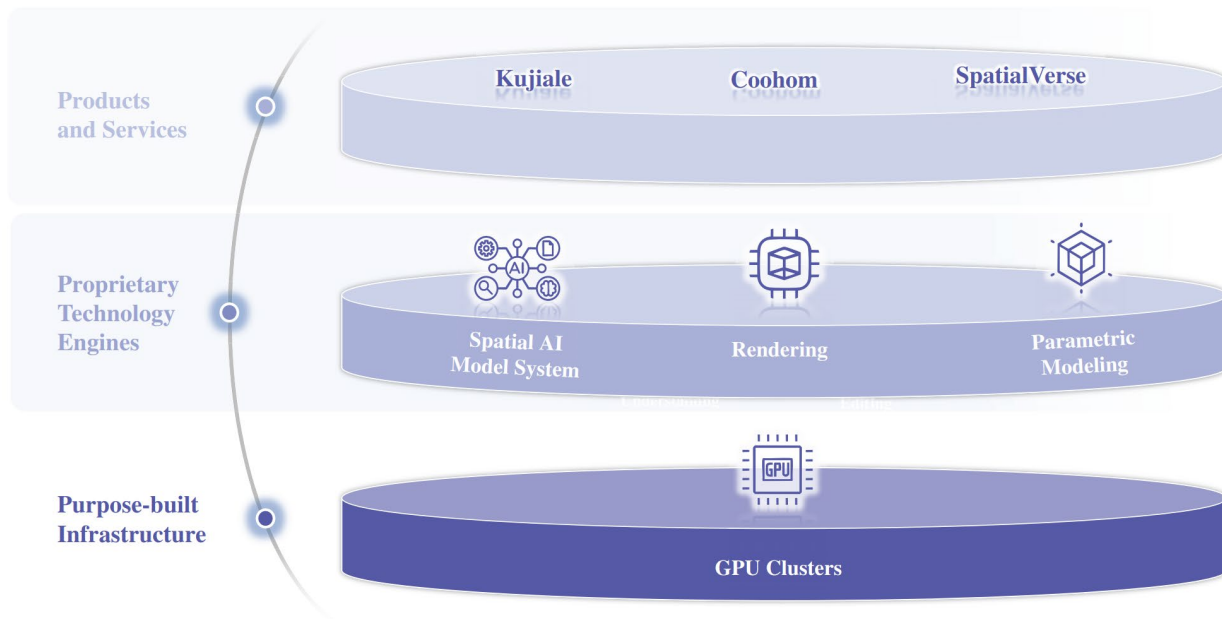 Products
and Services
Kujiale
Coohom
SpatialVerse
Proprietary
Technology
Engines
AI
Spatial AI
Model System
Rendering
Parametric
Modeling
Purpose-built
Infrastructure
GPU
GPU Clusters